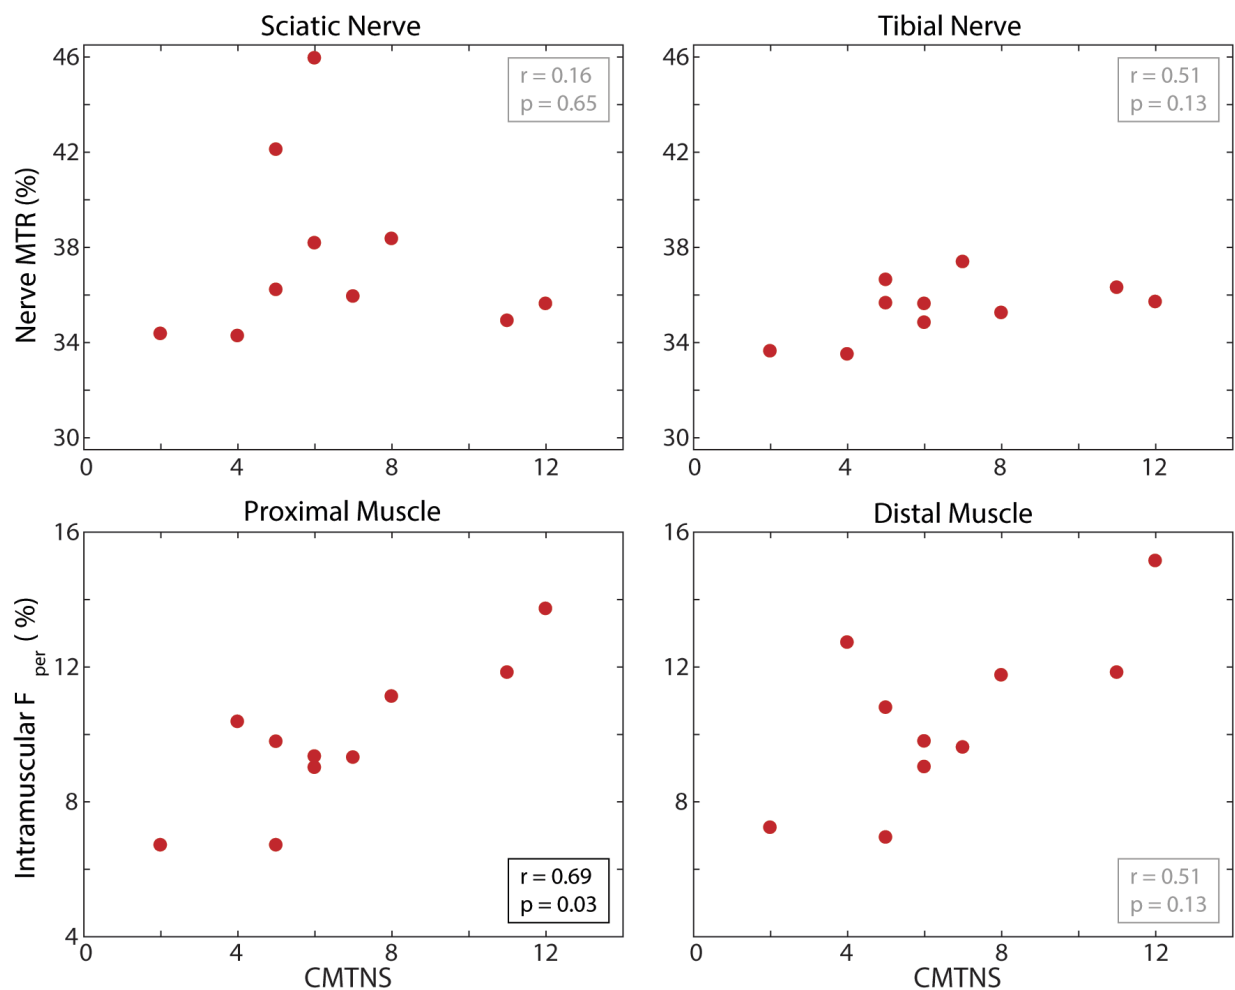 Sciatic Nerve
Tibial Nerve
Nerve MTR (%)
46
42
38
34
30
r = 0.16
p = 0.65
0 4 8 12
46
42
38
34
30
r = 0.51
p = 0.13
0 4 8 12
Proximal Muscle
Distal Muscle
Intramuscular F per ( %)
16
12
8
4
r = 0.69
p = 0.03
0 4 8 12
CMTNS
16
12
8
4
r = 0.51
p = 0.13
0 4 8 12
CMTNS